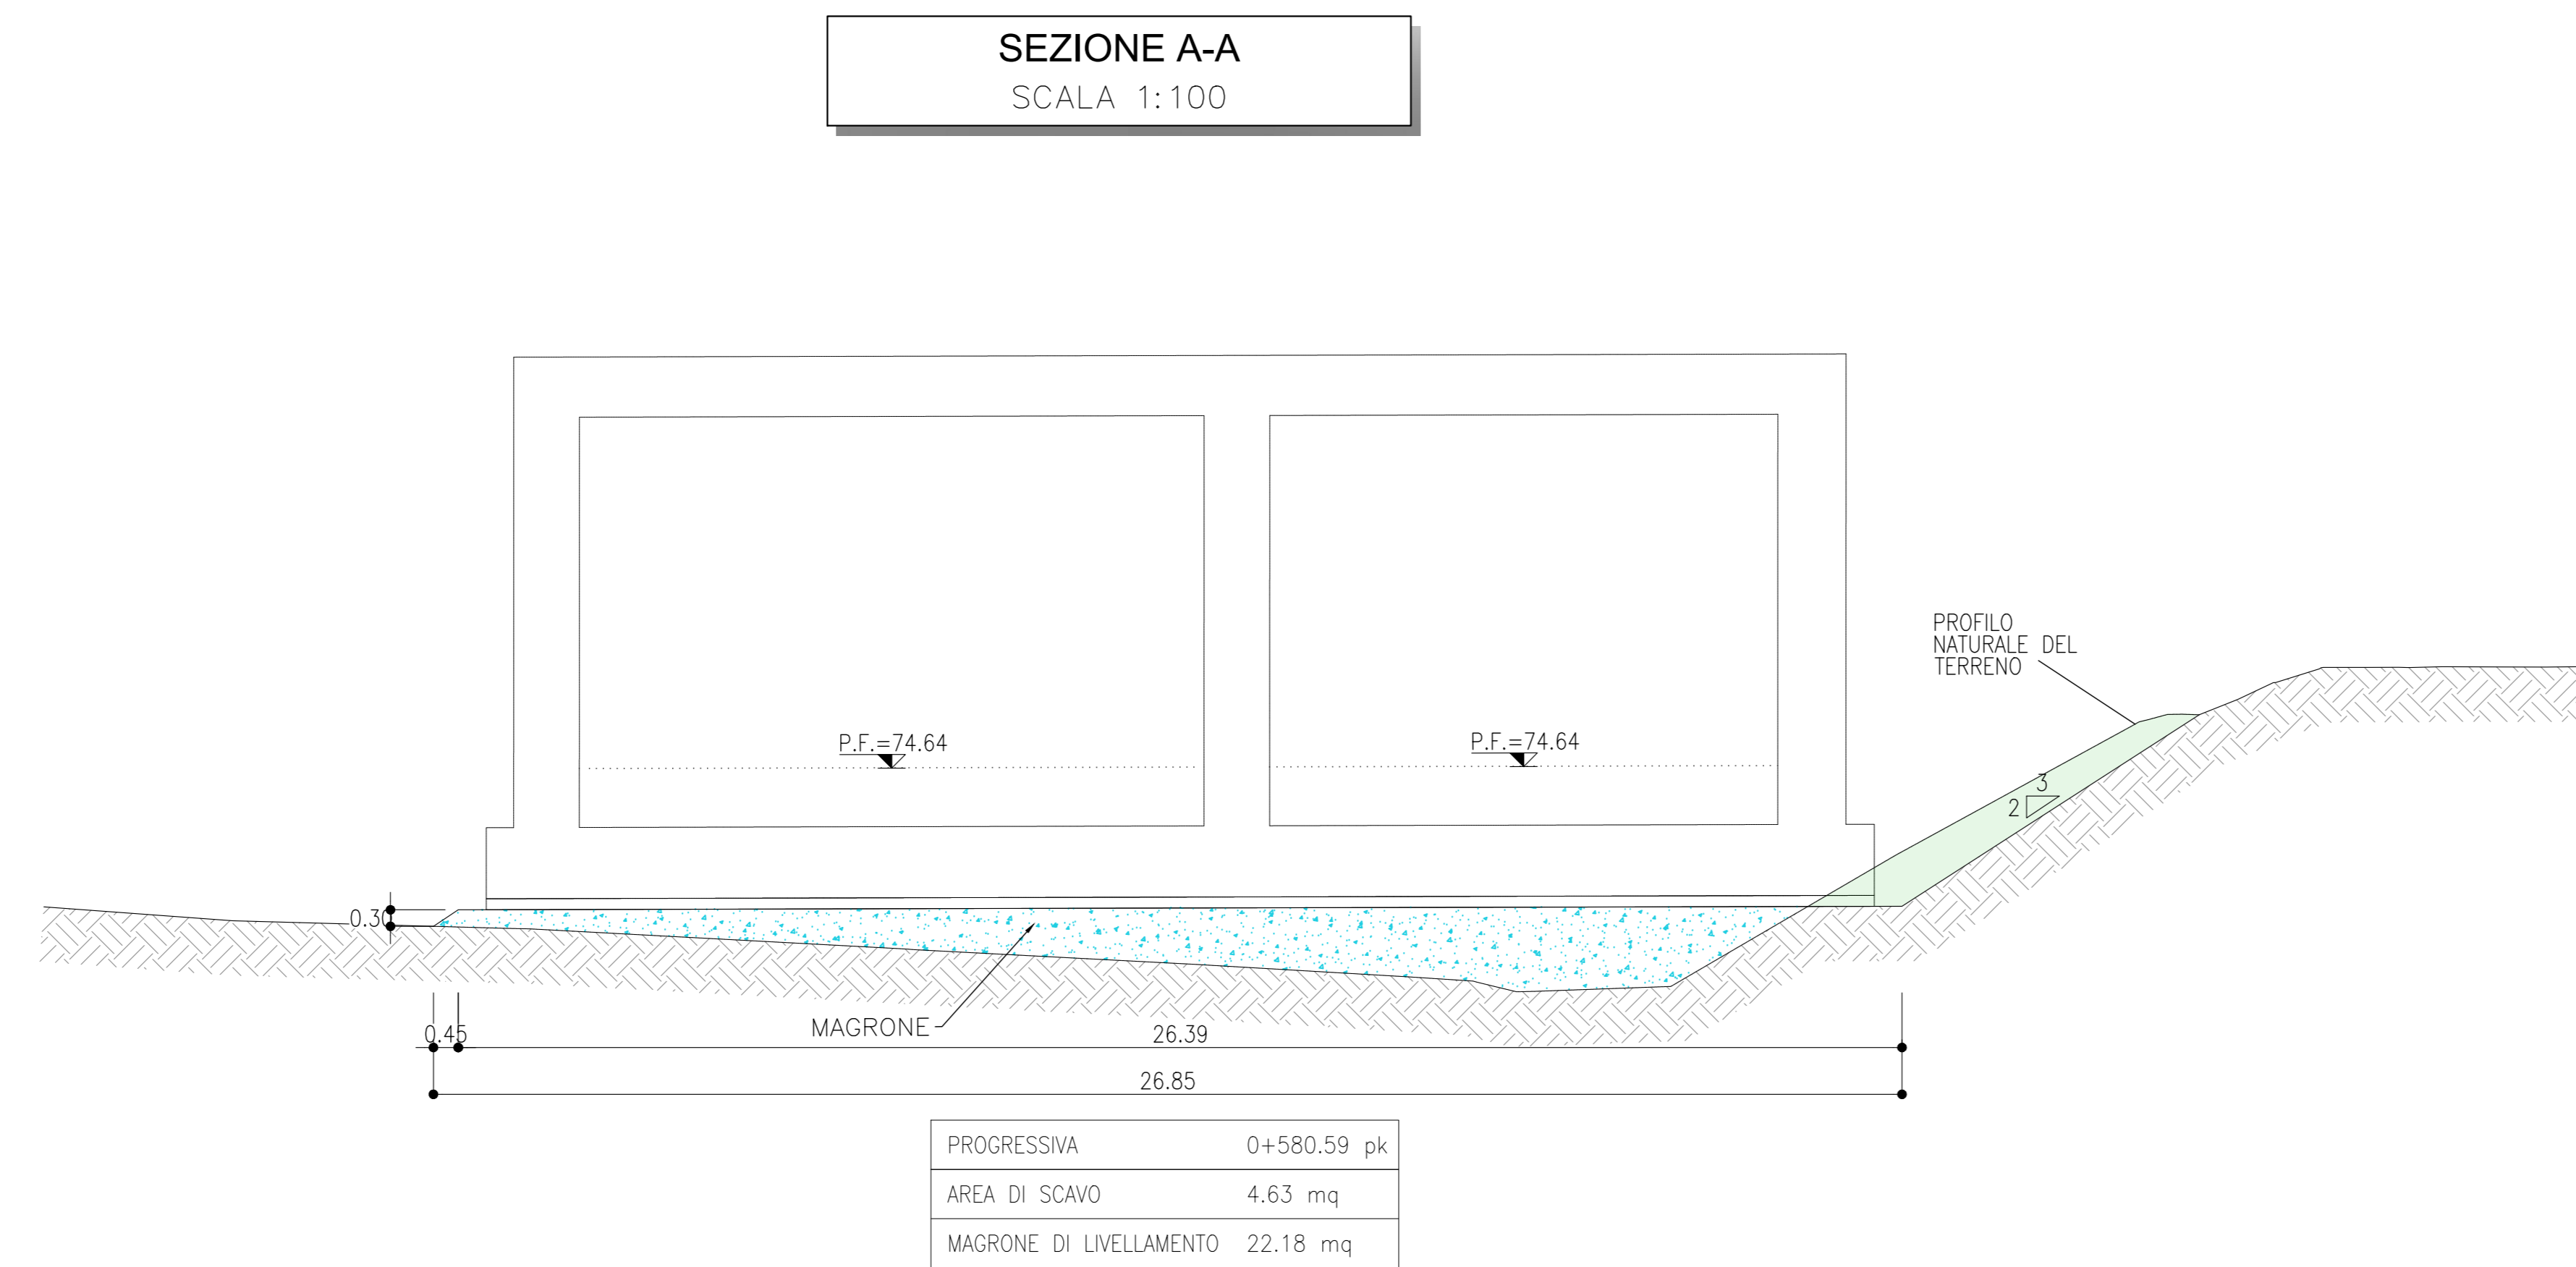 SEZIONE A-A
SCALA 1:100
PROFILO
NATURALE DEL
TERRENO
P.F.=74.64
P.F.=74.64
3
2
0.30
MAGRONE
0.45
26.39
26.85
PROGRESSIVA 0+580.59 pk
AREA DI SCAVO 4.63 mq
MAGRONE DI LIVELLAMENTO 22.18 mq